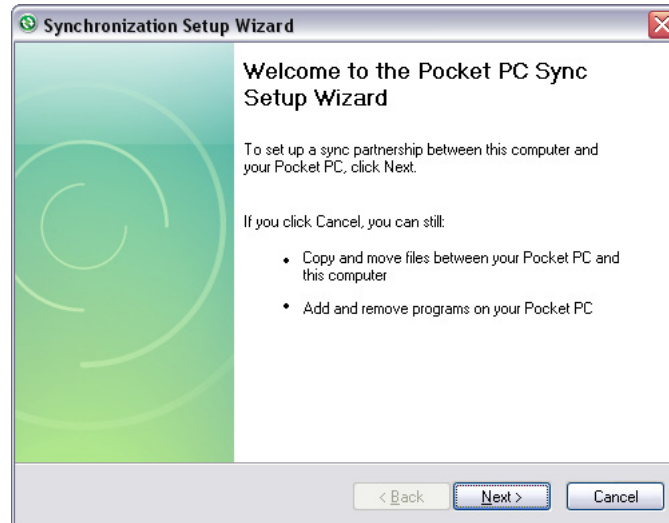 Synchronization Setup Wizard
Welcome to the Pocket PC Sync
Setup Wizard
To set up a sync partnership between this computer and
your Pocket PC, click Next.
If you click Cancel, you can still:
• Copy and move files between your Pocket PC and
this computer
• Add and remove programs on your Pocket PC
< Back
Next >
Cancel